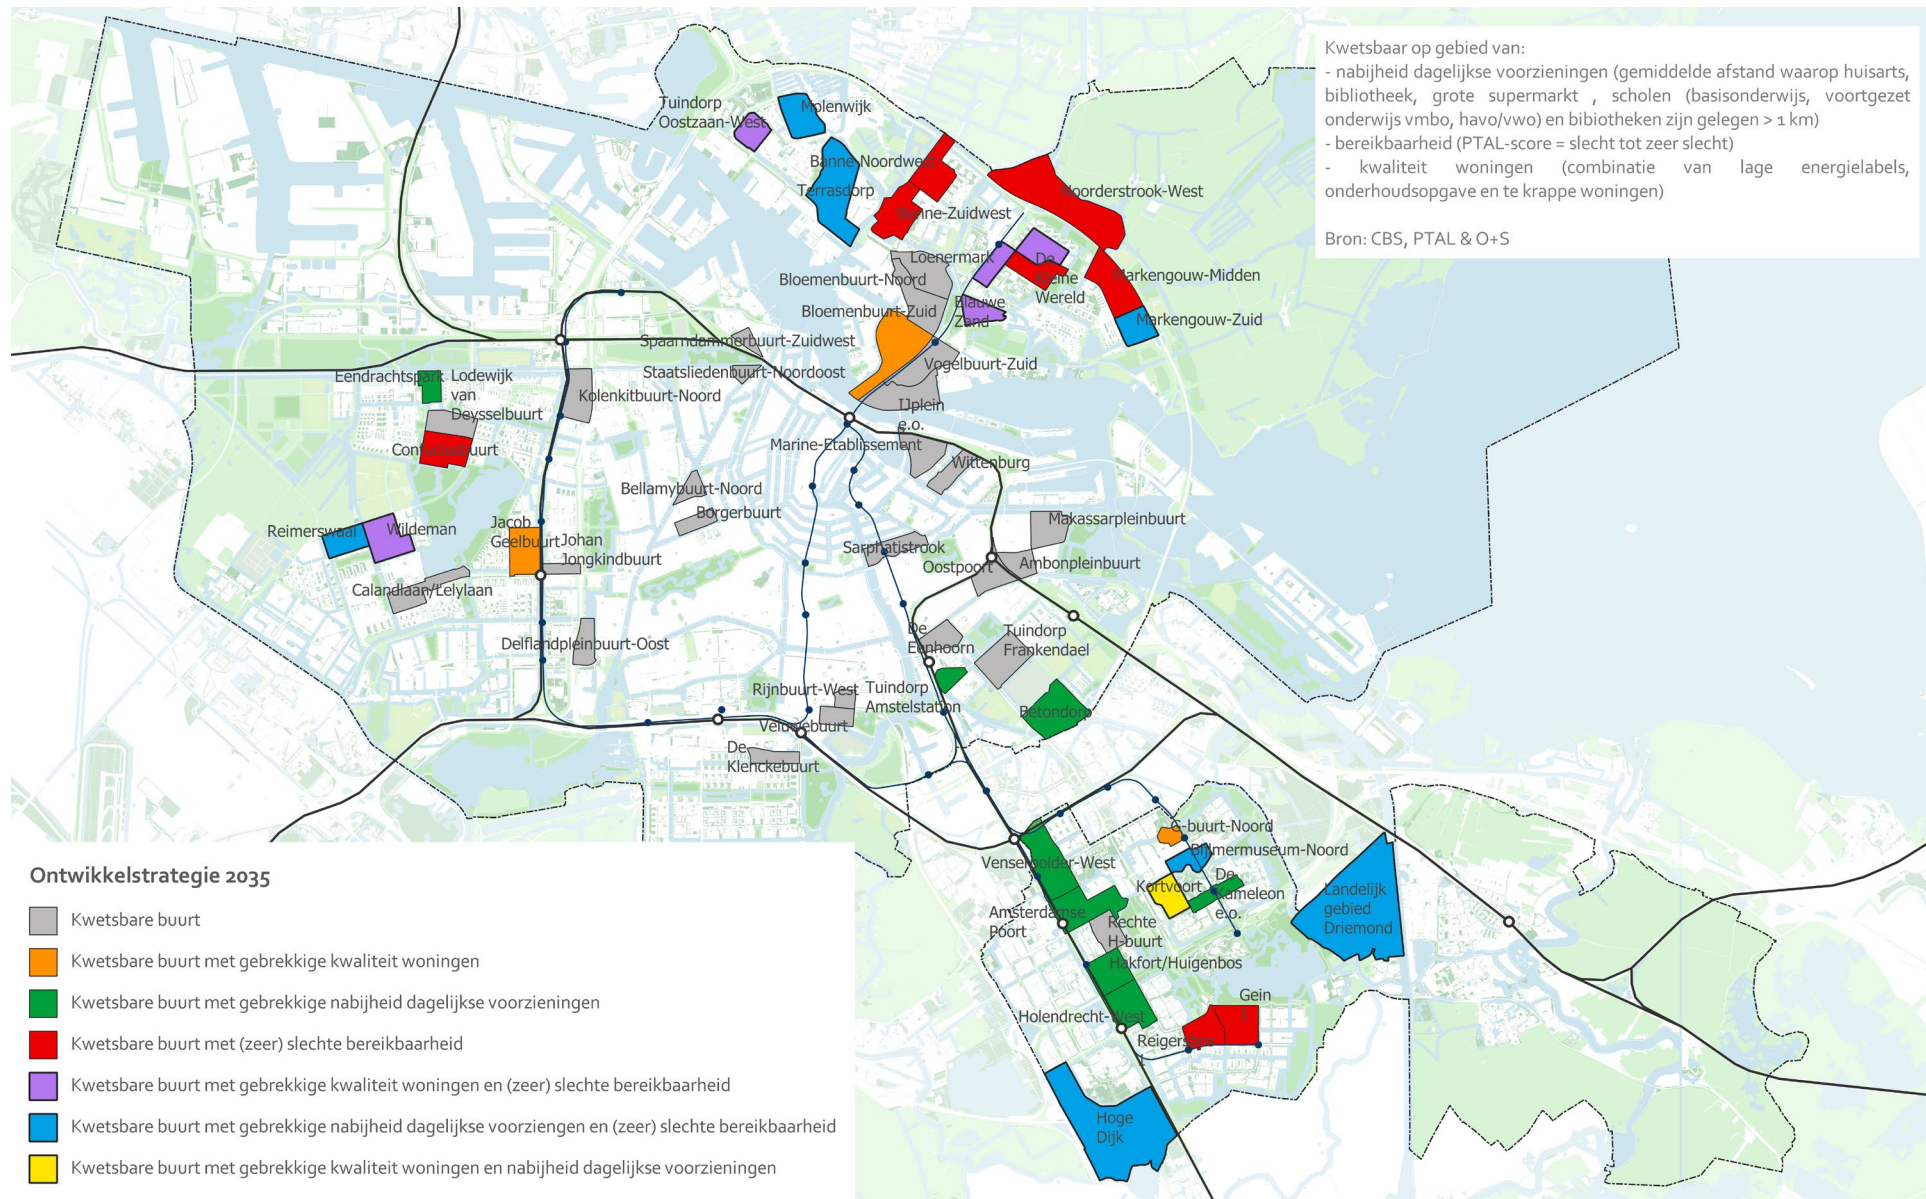 Kwetsbaar op gebied van:
- nabijheid dagelijkse voorzieningen (gemiddelde afstand waarop huisarts,
bibliotheek, grote supermarkt , scholen (basisonderwijs, voortgezet
onderwijs vmbo, havo/vwo) en bibiotheken zijn gelegen > 1 km)
- bereikbaarheid (PTAL-score = slecht tot zeer slecht)
- kwaliteit woningen (combinatie van lage energielabels,
onderhoudsopgave en te krappe woningen)
Bron: CBS, PTAL & O+S
Tuindorp
Oostzaan-West
Molenwijk
Banne-Noordwest
Terrasdorp
Banne-Zuidwest
Noorderstrook-West
Loenermark
De
Kleine
Wereld
Markengouw-Midden
Bloemenbuurt-Noord
Blauwe
Zand
Bloemenbuurt-Zuid
Markengouw-Zuid
Spaarndammerbuurt-Zuidwest
Vogelbuurt-Zuid
Staatsliedenbuurt-Noordoost
Eendrachtspark
Lodewijk
van
Deysselbuurt
Kolenkitbuurt-Noord
IJplein
e.o.
Confuciusbuurt
Marine-Etablissement
Wittenburg
Bellamybuurt-Noord
Borgerbuurt
Makassarpleinbuurt
Reimerswaal
Wildeman
Jacob
Geelbuurt
Johan
Jongkindbuurt
Sarphatistrook
Oostpoort
Ambonpleinbuurt
Calandlaan/Lelylaan
Delflandpleinbuurt-Oost
De
Eenhoorn
Tuindorp
Frankendael
Rijnbuurt-West
Tuindorp
Amstelstation
Betondorp
Veluwebuurt
De
Klenckebuurt
G-buurt-Noord
Bijlmermuseum-Noord
Venserpolder-West
Kortvoort
De
Kameleon
e.o.
Landelijk
gebied
Driemond
Amsterdamse
Poort
Rechte
H-buurt
Hakfort/Huigenbos
Gein
Holendrecht-West
Reigersbos
Hoge
Dijk
Ontwikkelstrategie 2035
Kwetsbare buurt
Kwetsbare buurt met gebrekkige kwaliteit woningen
Kwetsbare buurt met gebrekkige nabijheid dagelijkse voorzieningen
Kwetsbare buurt met (zeer) slechte bereikbaarheid
Kwetsbare buurt met gebrekkige kwaliteit woningen en (zeer) slechte bereikbaarheid
Kwetsbare buurt met gebrekkige nabijheid dagelijkse voorziengen en (zeer) slechte bereikbaarheid
Kwetsbare buurt met gebrekkige kwaliteit woningen en nabijheid dagelijkse voorzieningen